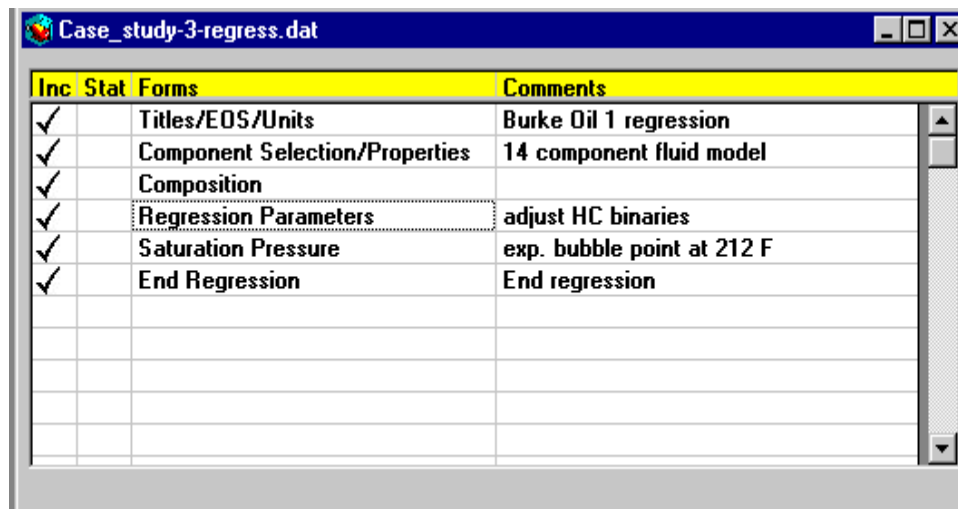 Case_study-3-regress.dat
Inc Stat Forms Comments
Titles/EOS/Units Burke Oil 1 regression
Component Selection/Properties 14 component fluid model
Composition
Regression Parameters adjust HC binaries
Saturation Pressure exp. bubble point at 212 F
End Regression End regression